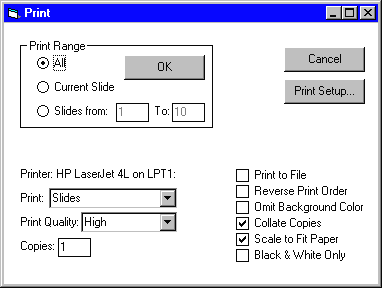 Print
Print Range
All
OK
Current Slide
Slides from: 1 To: 10
Cancel
Print Setup...
Printer: HP LaserJet 4L on LPT1:
Print: Slides
Print Quality: High
Copies: 1
Print to File
Reverse Print Order
Omit Background Color
Collate Copies
Scale to Fit Paper
Black & White Only